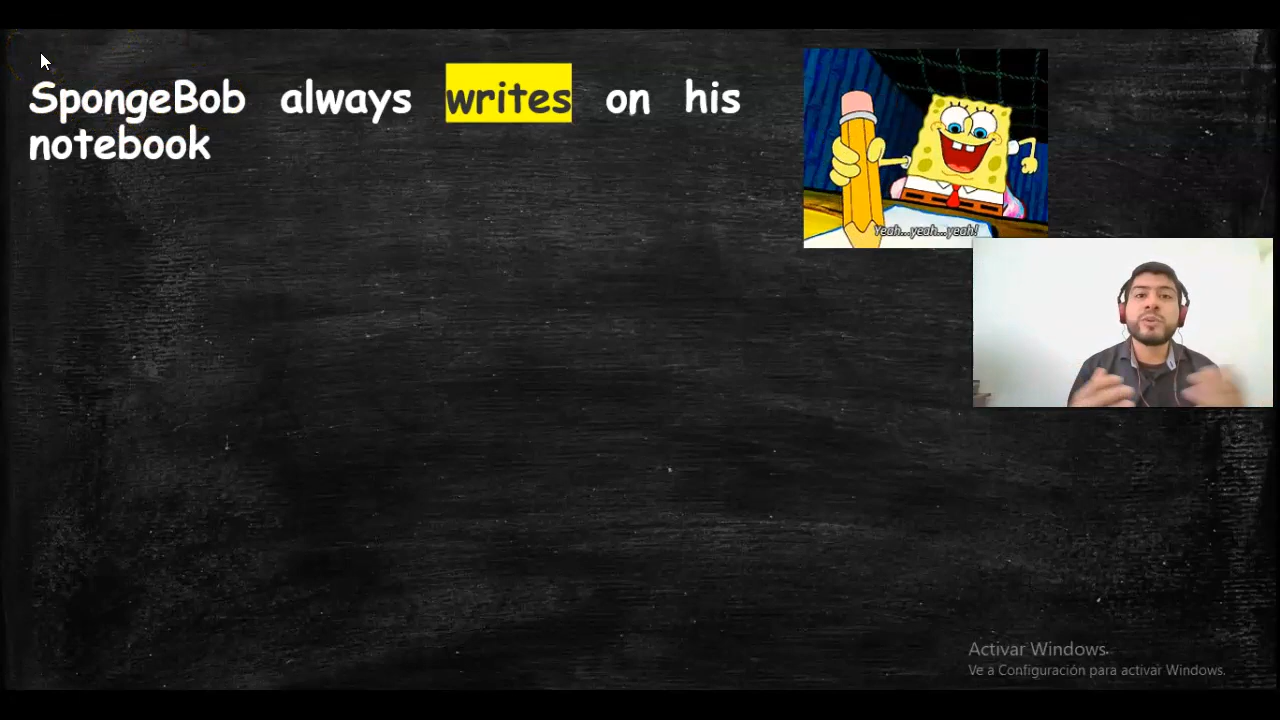 SpongeBob always writes on his
notebook
Yeah...yeah...yeah!
Activar Windows
Ve a Configuración para activar Windows.